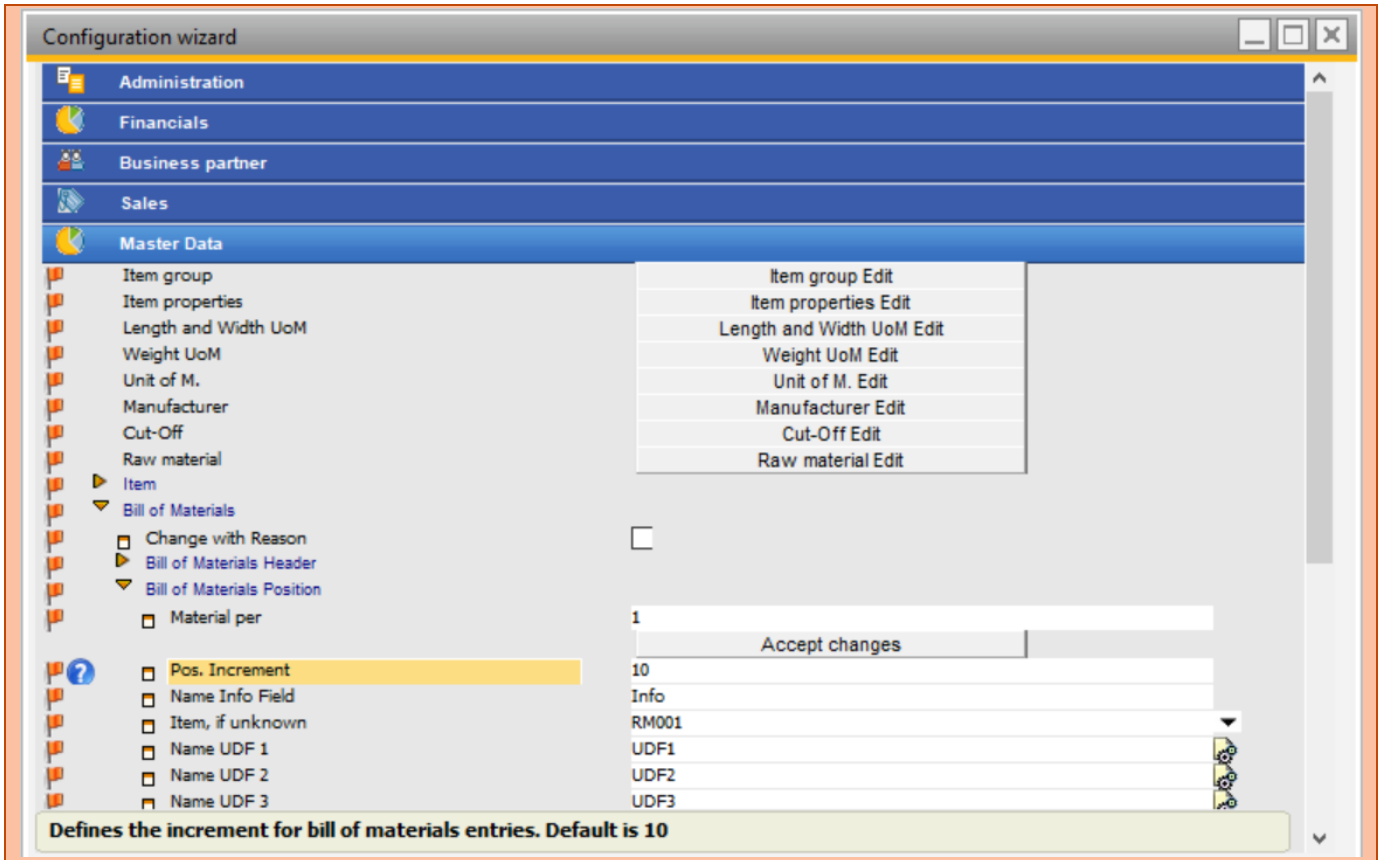 Configuration wizard
Administration
Financials
Business partner
Sales
Master Data
Item group Item group Edit
Item properties Item properties Edit
Length and Width UoM Length and Width UoM Edit
Weight UoM Weight UoM Edit
Unit of M. Unit of M. Edit
Manufacturer Manufacturer Edit
Cut-Off Cut-Off Edit
Raw material Raw material Edit
Item
Bill of Materials
Change with Reason
Bill of Materials Header
Bill of Materials Position
Material per 1
Accept changes
Pos. Increment 10
Name Info Field Info
Item, if unknown RM001
Name UDF 1 UDF1
Name UDF 2 UDF2
Name UDF 3 UDF3
Defines the increment for bill of materials entries. Default is 10